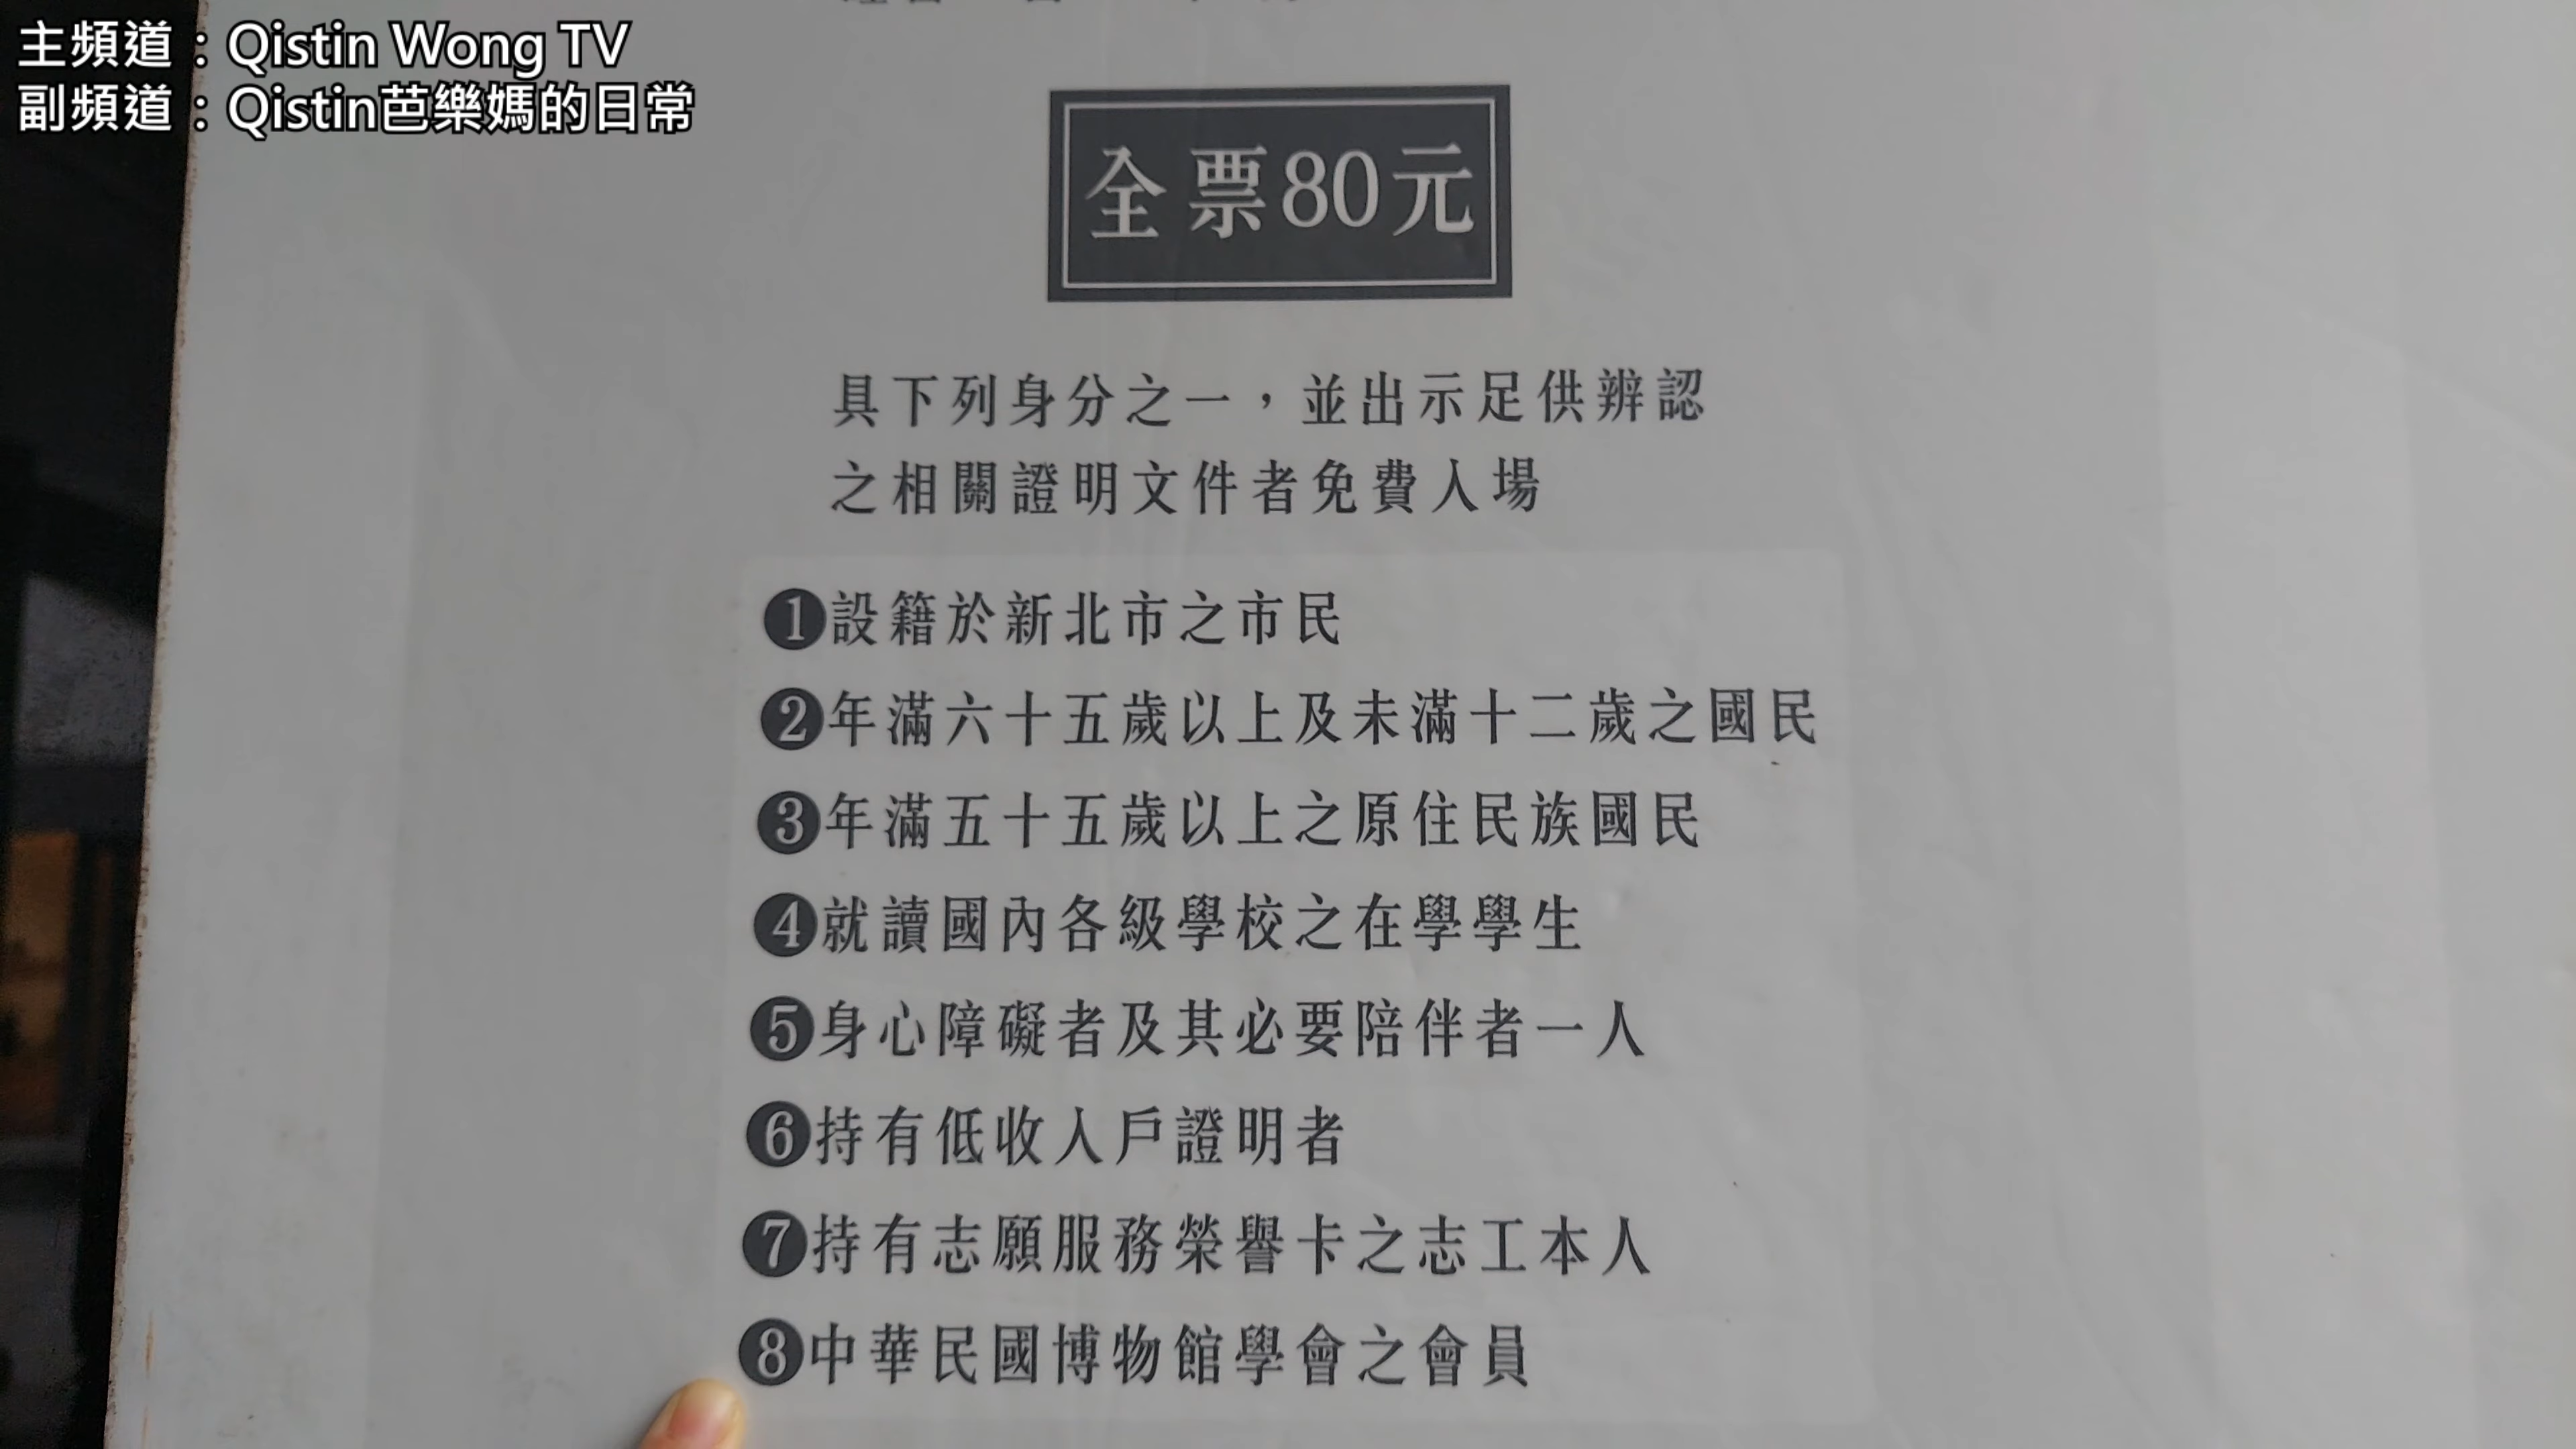 主頻道：Qistin Wong TV
副頻道：Qistin芭樂媽的日常
全票80元
具下列身分之一，並出示足供辨認
之相關證明文件者免費入場
❶設籍於新北市之市民
❷年滿六十五歲以上及未滿十二歲之國民
❸年滿五十五歲以上之原住民族國民
❹就讀國內各級學校之在學學生
❺身心障礙者及其必要陪伴者一人
❻持有低收入戶證明者
❼持有志願服務榮譽卡之志工本人
❽中華民國博物館學會之會員